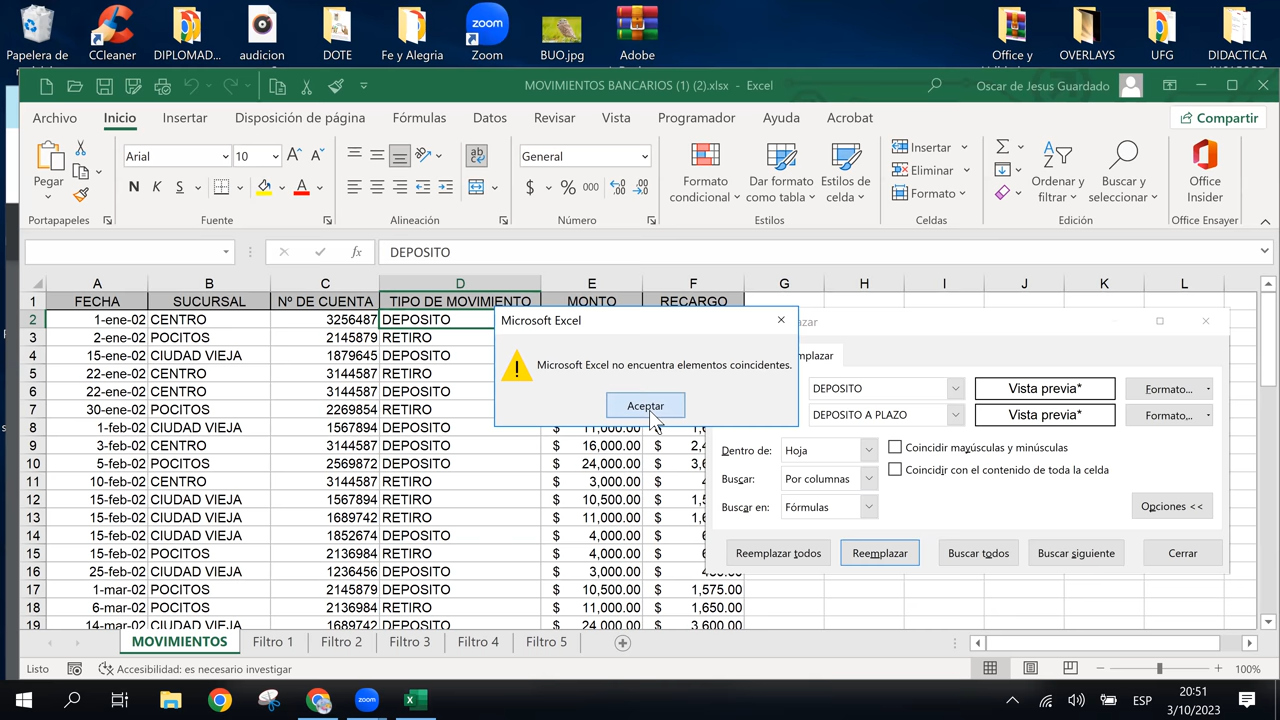 Papelera de
CCleaner
DIPLOMAD...
audicion
DOTE
Fe y Alegria
zoom
Zoom
BUO.jpg
Adobe
Office y
OVERLAYS
UFG
DIDACTICA
MOVIMIENTOS BANCARIOS (1) (2).xlsx - Excel
Oscar de Jesus Guardado
Archivo Inicio Insertar Disposición de página Fórmulas Datos Revisar Vista Programador Ayuda Acrobat
Compartir
Pegar
Portapapeles
Arial 10
N K S
Fuente
ab
Alineación
General
$ % 000
Número
Formato condicional
Dar formato como tabla
Estilos de celda
Estilos
Insertar
Eliminar
Formato
Celdas
Ordenar y filtrar
Buscar y seleccionar
Edición
Office Insider
Office Ensayer
fx DEPOSITO
A B C D E F G H I J K L
1 FECHA SUCURSAL Nº DE CUENTA TIPO DE MOVIMIENTO MONTO RECARGO
2 1-ene-02 CENTRO 3256487 DEPOSITO
3 2-ene-02 POCITOS 2145879 RETIRO
4 15-ene-02 CIUDAD VIEJA 1879645 DEPOSITO
5 22-ene-02 CENTRO 3144587 RETIRO
6 22-ene-02 CENTRO 3144587 DEPOSITO
7 30-ene-02 POCITOS 2269854 RETIRO
8 1-feb-02 CIUDAD VIEJA 1567894 DEPOSITO $ 11,000.00 $
9 3-feb-02 CENTRO 3144587 DEPOSITO $ 16,000.00 $
10 5-feb-02 POCITOS 2569872 DEPOSITO $ 24,000.00 $
11 10-feb-02 CENTRO 3144587 RETIRO $ 3,000.00 $
12 15-feb-02 CIUDAD VIEJA 1567894 RETIRO $ 10,500.00 $
13 15-feb-02 CIUDAD VIEJA 1689742 RETIRO $ 11,000.00 $
14 25-feb-02 CIUDAD VIEJA 1852674 DEPOSITO $ 4,000.00 $
15 15-feb-02 POCITOS 2136984 RETIRO $ 4,000.00 $
16 25-feb-02 CIUDAD VIEJA 1236456 DEPOSITO $ 3,000.00 $
17 1-mar-02 POCITOS 2145879 DEPOSITO $ 10,500.00 $ 1,575.00
18 6-mar-02 POCITOS 2136984 RETIRO $ 11,000.00 $ 1,650.00
19 14-mar-02 CIUDAD VIEJA 1689742 DEPOSITO $ 24,000.00 $ 3,600.00
Microsoft Excel
Microsoft Excel no encuentra elementos coincidentes.
Aceptar
DEPOSITO Vista previa* Formato...
DEPOSITO A PLAZO Vista previa* Formato...
Dentro de: Hoja
Buscar: Por columnas
Buscar en: Fórmulas
Coincidir mayúsculas y minúsculas
Coincidir con el contenido de toda la celda
Opciones <<
Reemplazar todos Reemplazar Buscar todos Buscar siguiente Cerrar
MOVIMIENTOS Filtro 1 Filtro 2 Filtro 3 Filtro 4 Filtro 5
Listo Accesibilidad: es necesario investigar 100%
zoom
ESP
20:51
3/10/2023